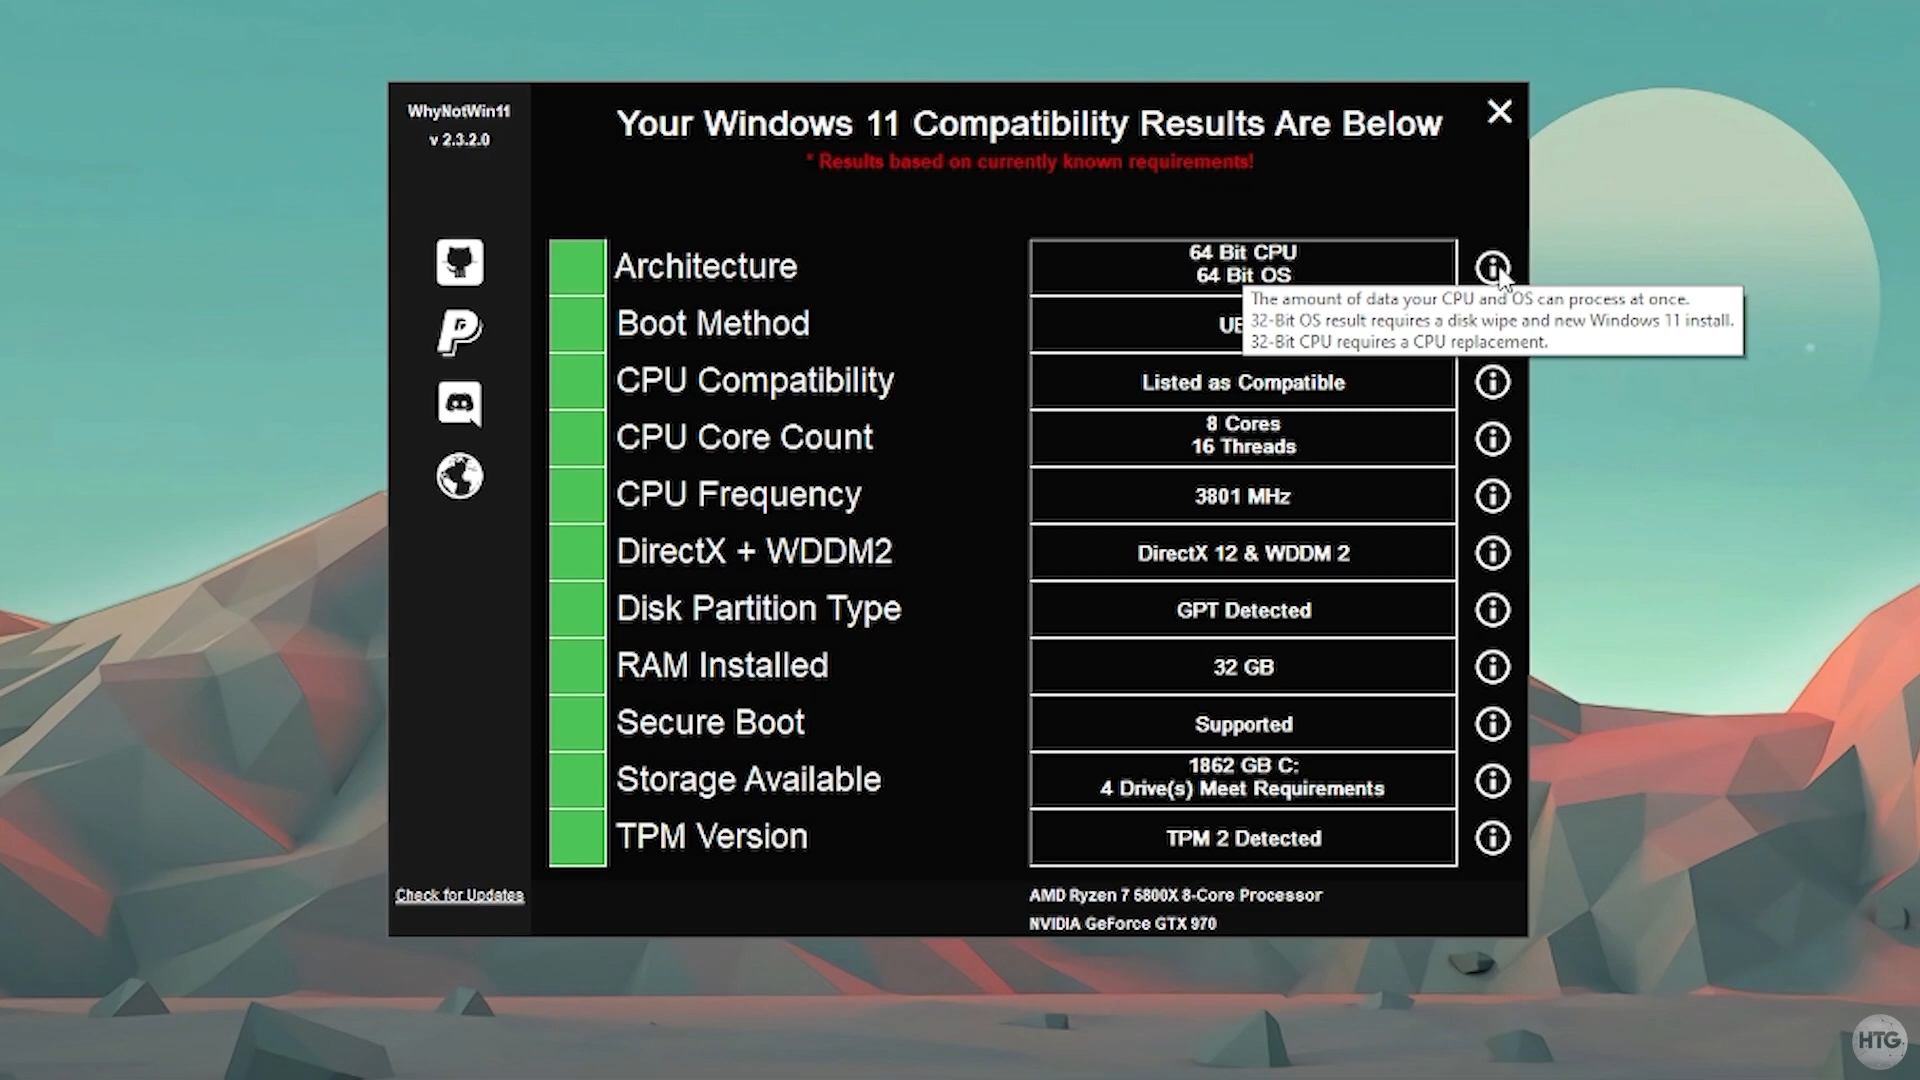 WhyNotWin11
v 2.3.2.0
Your Windows 11 Compatibility Results Are Below
* Results based on currently known requirements!
Architecture
64 Bit CPU
64 Bit OS
The amount of data your CPU and OS can process at once.
32-Bit OS result requires a disk wipe and new Windows 11 install.
32-Bit CPU requires a CPU replacement.
Boot Method
CPU Compatibility
Listed as Compatible
CPU Core Count
8 Cores
16 Threads
CPU Frequency
3801 MHz
DirectX + WDDM2
DirectX 12 & WDDM 2
Disk Partition Type
GPT Detected
RAM Installed
32 GB
Secure Boot
Supported
Storage Available
1862 GB C:
4 Drive(s) Meet Requirements
TPM Version
TPM 2 Detected
Check for Updates
AMD Ryzen 7 5800X 8-Core Processor
NVIDIA GeForce GTX 970
HTG